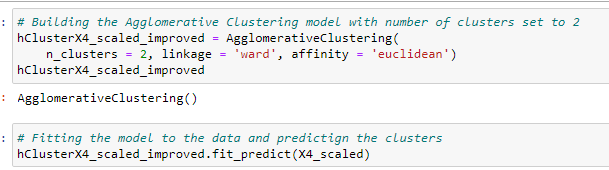 : # Building the Agglomerative Clustering model with number of clusters set to 2
hClusterX4_scaled_improved = AgglomerativeClustering(
    n_clusters = 2, linkage = 'ward', affinity = 'euclidean')
hClusterX4_scaled_improved
: AgglomerativeClustering()
: # Fitting the model to the data and predictign the clusters
hClusterX4_scaled_improved.fit_predict(X4_scaled)